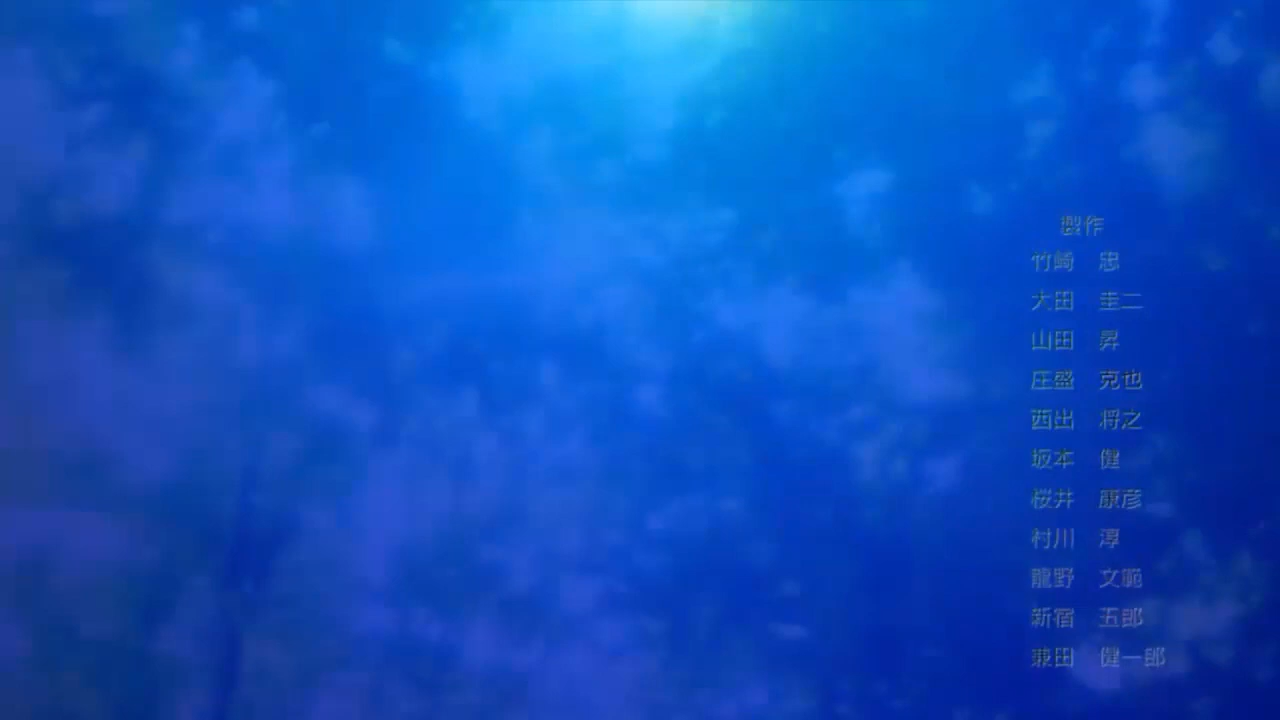 製作
竹崎 忠
大田 圭二
山田 昇
庄盛 克也
西出 将之
坂本 健
桜井 康彦
村川 淳
龍野 文範
新宿 五郎
兼田 健一郎